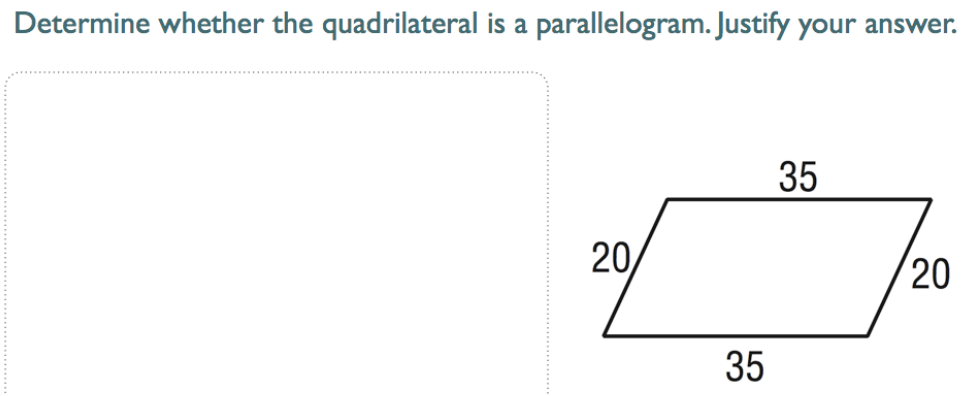 Determine whether the quadrilateral is a parallelogram. Justify your answer.
35
20
20
35